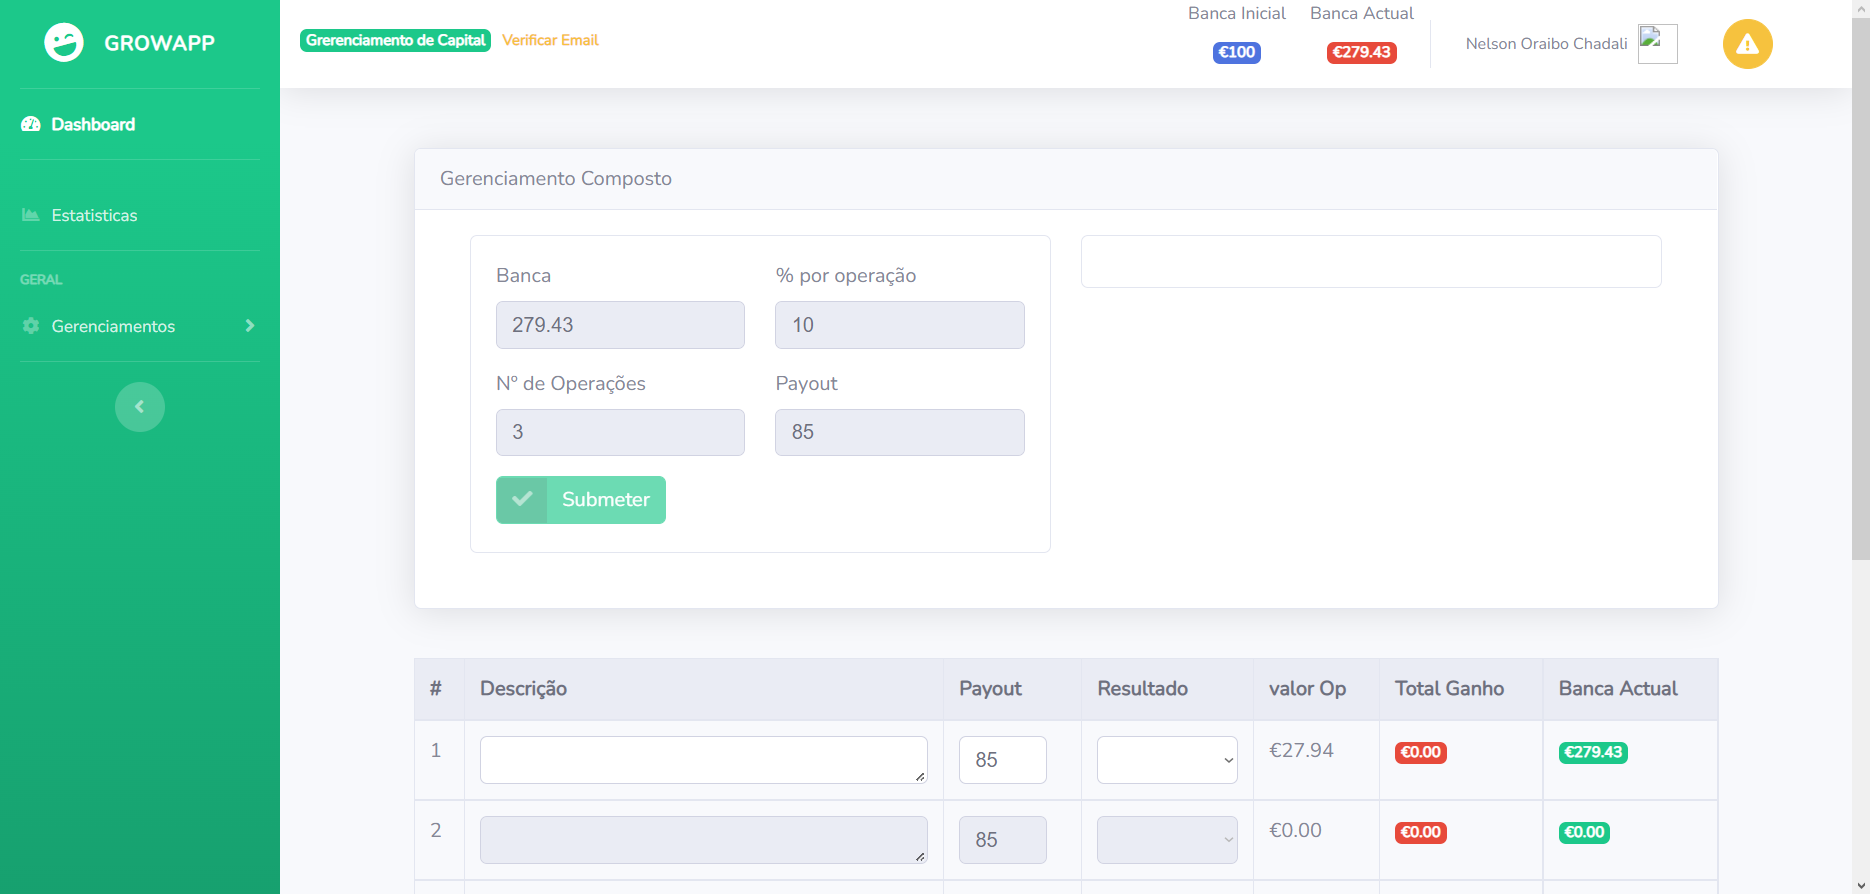 GROWAPP
Dashboard
Estatisticas
GERAL
Gerenciamentos
Grerenciamento de Capital Verificar Email
Banca Inicial Banca Actual
€100 €279.43
Nelson Oraibo Chadali
Gerenciamento Composto
Banca % por operação
279.43 10
Nº de Operações Payout
3 85
Submeter
# Descrição Payout Resultado valor Op Total Ganho Banca Actual
1 85 €27.94 €0.00 €279.43
2 85 €0.00 €0.00 €0.00